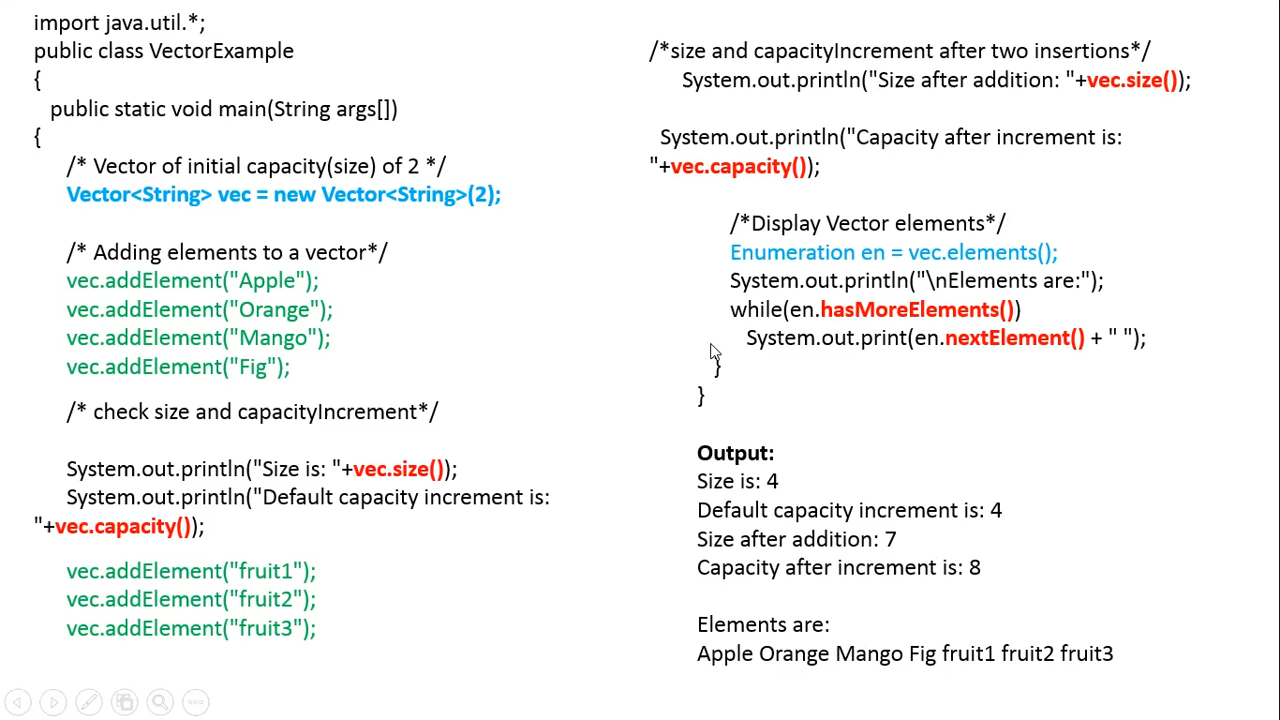 import java.util.*;
public class VectorExample
{
public static void main(String args[])
{
/* Vector of initial capacity(size) of 2 */
Vector<String> vec = new Vector<String>(2);
/* Adding elements to a vector*/
vec.addElement("Apple");
vec.addElement("Orange");
vec.addElement("Mango");
vec.addElement("Fig");
/* check size and capacityIncrement*/
System.out.println("Size is: "+vec.size());
System.out.println("Default capacity increment is:
"+vec.capacity());
vec.addElement("fruit1");
vec.addElement("fruit2");
vec.addElement("fruit3");
/*size and capacityIncrement after two insertions*/
System.out.println("Size after addition: "+vec.size());
System.out.println("Capacity after increment is:
"+vec.capacity());
/*Display Vector elements*/
Enumeration en = vec.elements();
System.out.println("\nElements are:");
while(en.hasMoreElements())
System.out.print(en.nextElement() + " ");
}
}
Output:
Size is: 4
Default capacity increment is: 4
Size after addition: 7
Capacity after increment is: 8
Elements are:
Apple Orange Mango Fig fruit1 fruit2 fruit3